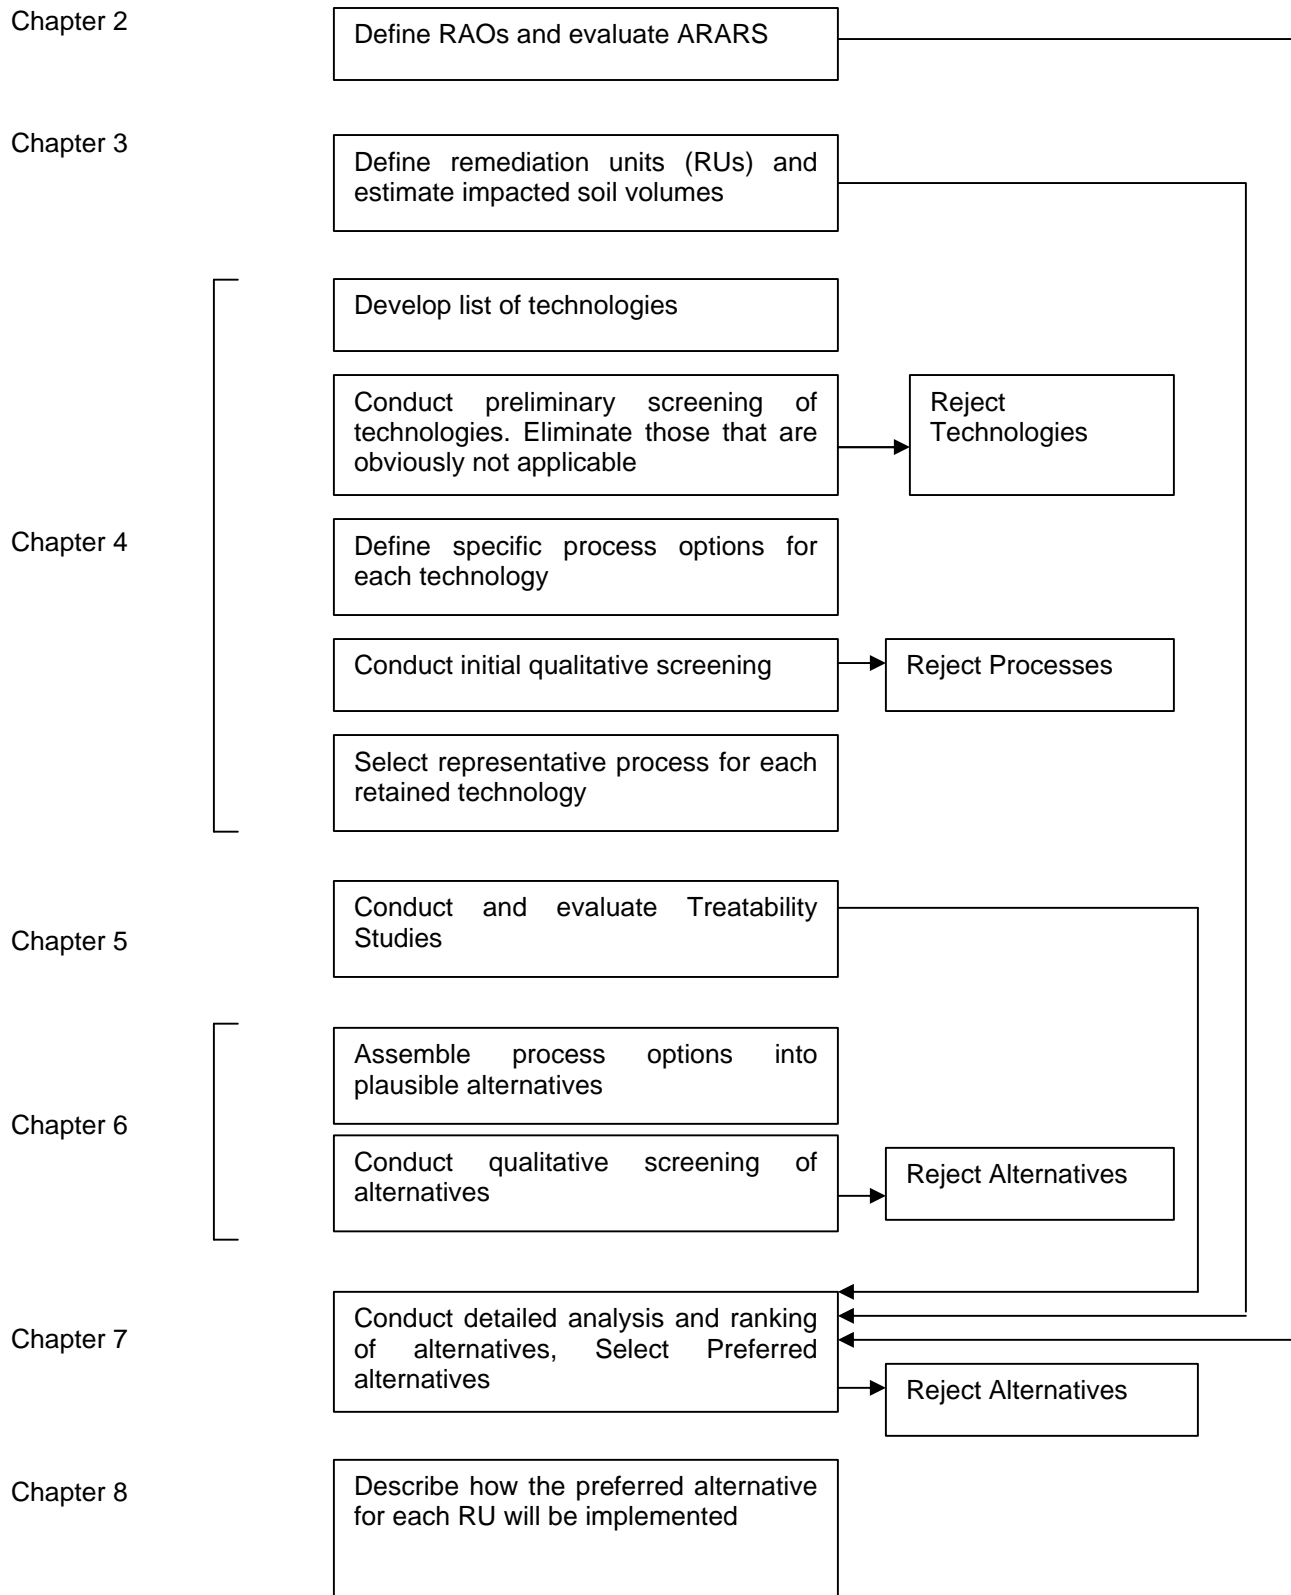 Chapter 2
Define RAOs and evaluate ARARS
Chapter 3
Define remediation units (RUs) and
estimate impacted soil volumes
Develop list of technologies
Conduct preliminary screening of
technologies. Eliminate those that are
obviously not applicable
Reject
Technologies
Chapter 4
Define specific process options for
each technology
Conduct initial qualitative screening
Reject Processes
Select representative process for each
retained technology
Chapter 5
Conduct and evaluate Treatability
Studies
Assemble process options into
plausible alternatives
Chapter 6
Conduct qualitative screening of
alternatives
Reject Alternatives
Chapter 7
Conduct detailed analysis and ranking
of alternatives, Select Preferred
alternatives
Reject Alternatives
Chapter 8
Describe how the preferred alternative
for each RU will be implemented